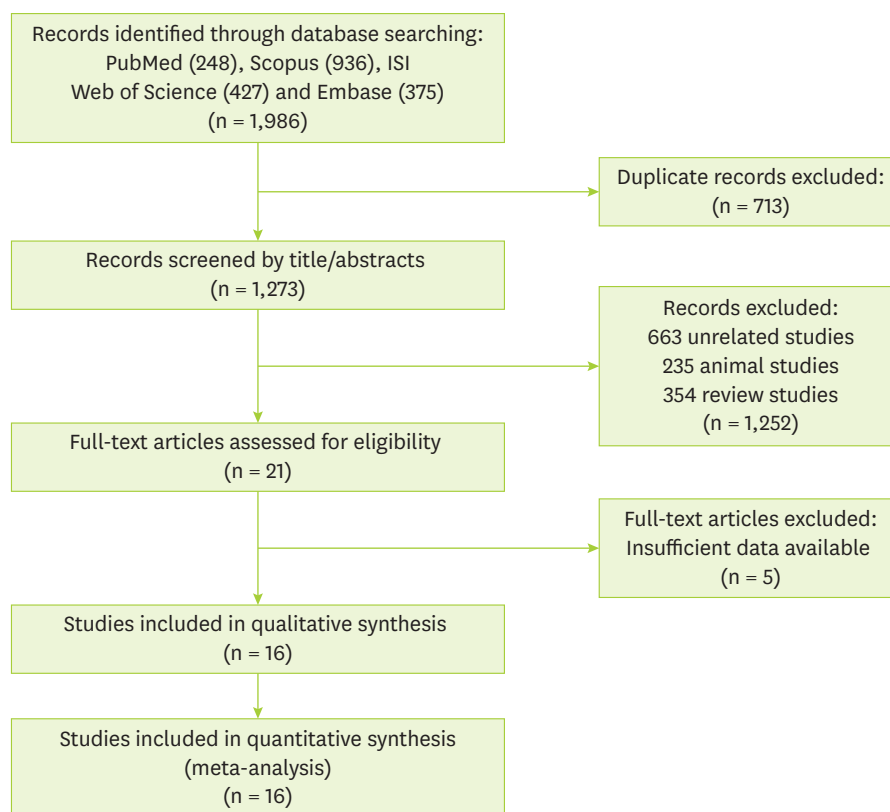 Records identified through database searching:
PubMed (248), Scopus (936), ISI
Web of Science (427) and Embase (375)
(n = 1,986)
Duplicate records excluded:
(n = 713)
Records screened by title/abstracts
(n = 1,273)
Records excluded:
663 unrelated studies
235 animal studies
354 review studies
(n = 1,252)
Full-text articles assessed for eligibility
(n = 21)
Full-text articles excluded:
Insufficient data available
(n = 5)
Studies included in qualitative synthesis
(n = 16)
Studies included in quantitative synthesis
(meta-analysis)
n = 16)